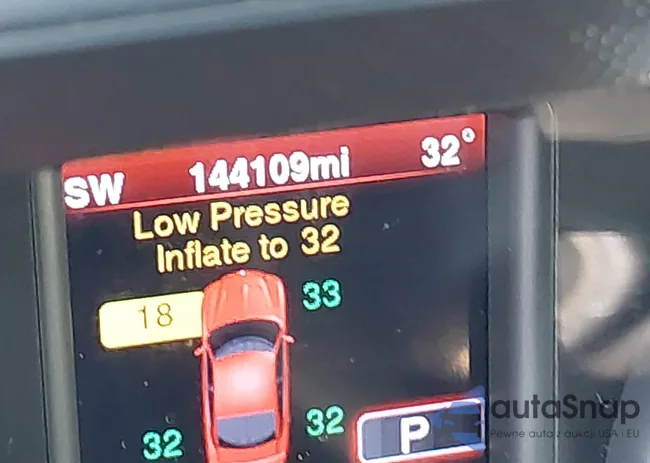 SW 144109mi 32°
Low Pressure
Inflate to 32
18 33
32 32 P
autaSnap
Pewne auta z aukcji USA i EU